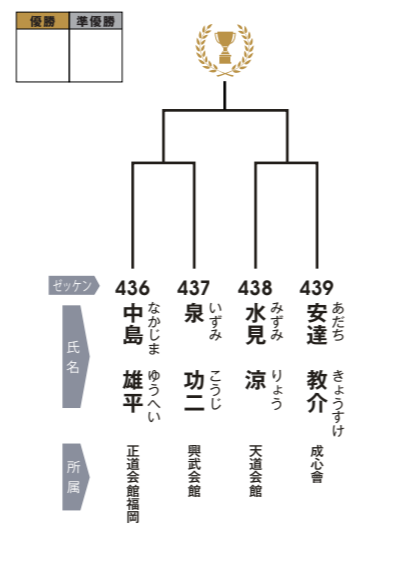 優勝
準優勝
ゼッケン
436
437
438
439
氏名
中島 雄平
なかじま ゆうへい
泉 功二
いずみ こうじ
水見 涼
みずみ りょう
安達 教介
あだち きょうすけ
所属
正道会館福岡
興武会館
天道会館
成心會